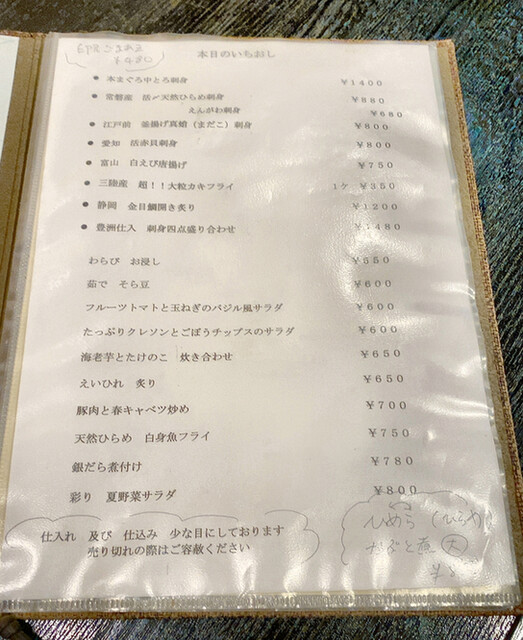 ごまあえ
¥480
本日のいちおし
● 本まぐろ中とろ刺身 ¥1400
● 常磐産 活〆天然ひらめ刺身 ¥880
えんがわ刺身 ¥680
● 江戸前 釜揚げ真蛸（まだこ）刺身 ¥800
● 愛知 活赤貝刺身 ¥800
● 富山 白えび唐揚げ ¥750
● 三陸産 超！！大粒カキフライ 1ケ ¥350
● 静岡 金目鯛開き炙り ¥1200
● 豊洲仕入 刺身四点盛り合わせ ¥1480
わらび お浸し ¥550
茹で そら豆 ¥600
フルーツトマトと玉ねぎのバジル風サラダ ¥600
たっぷりクレソンとごぼうチップスのサラダ ¥600
海老芋とたけのこ 炊き合わせ ¥650
えいひれ 炙り ¥650
豚肉と春キャベツ炒め ¥700
天然ひらめ 白身魚フライ ¥750
銀だら煮付け ¥780
彩り 夏野菜サラダ ¥800
仕入れ 及び 仕込み 少な目にしております
売り切れの際はご容赦ください
かぶと煮 大